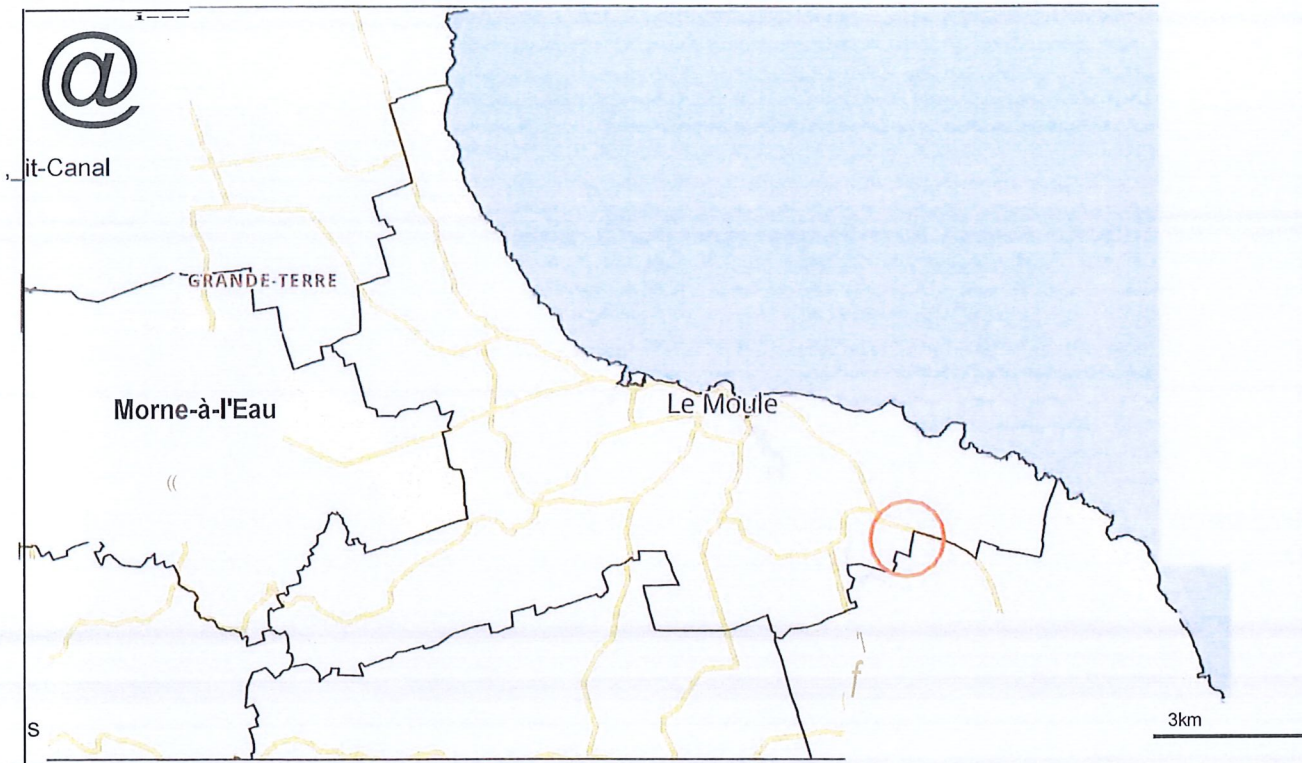 @
it-Canal
GRANDE-TERRE
Morne-à-l'Eau
Le Moule
((
f
3km
s